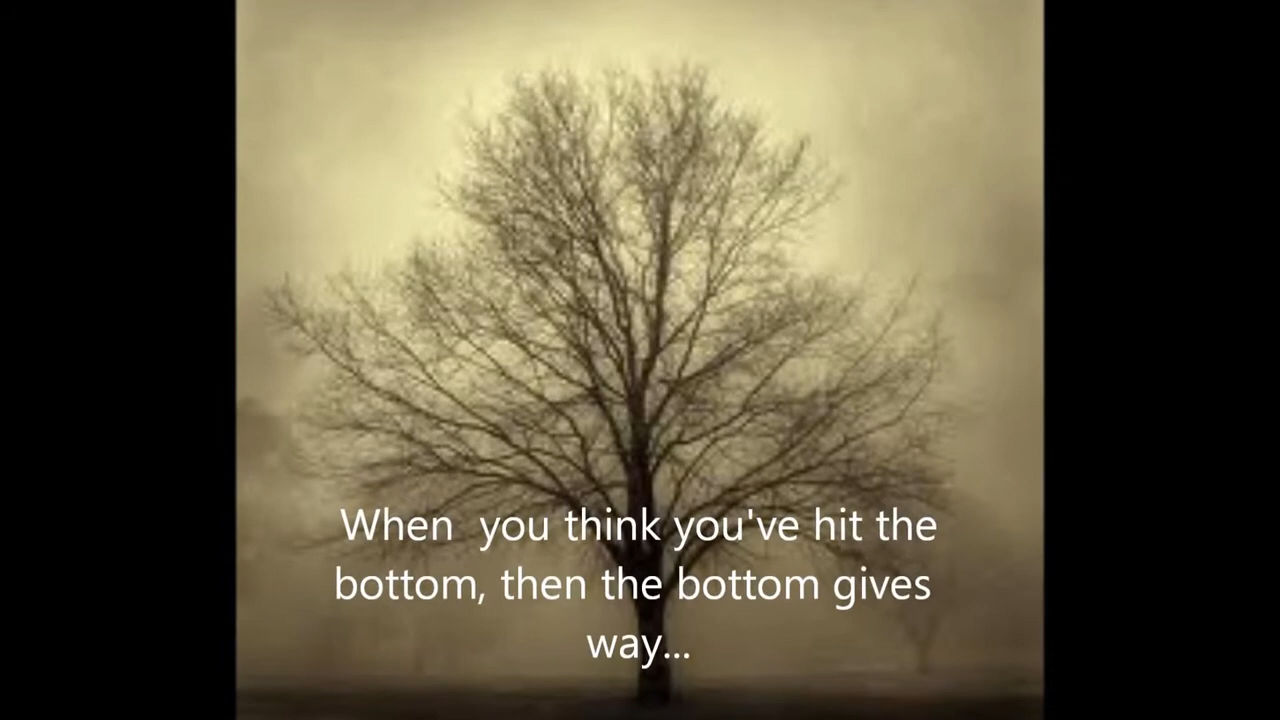 When  you think you've hit the
bottom, then the bottom gives
way...